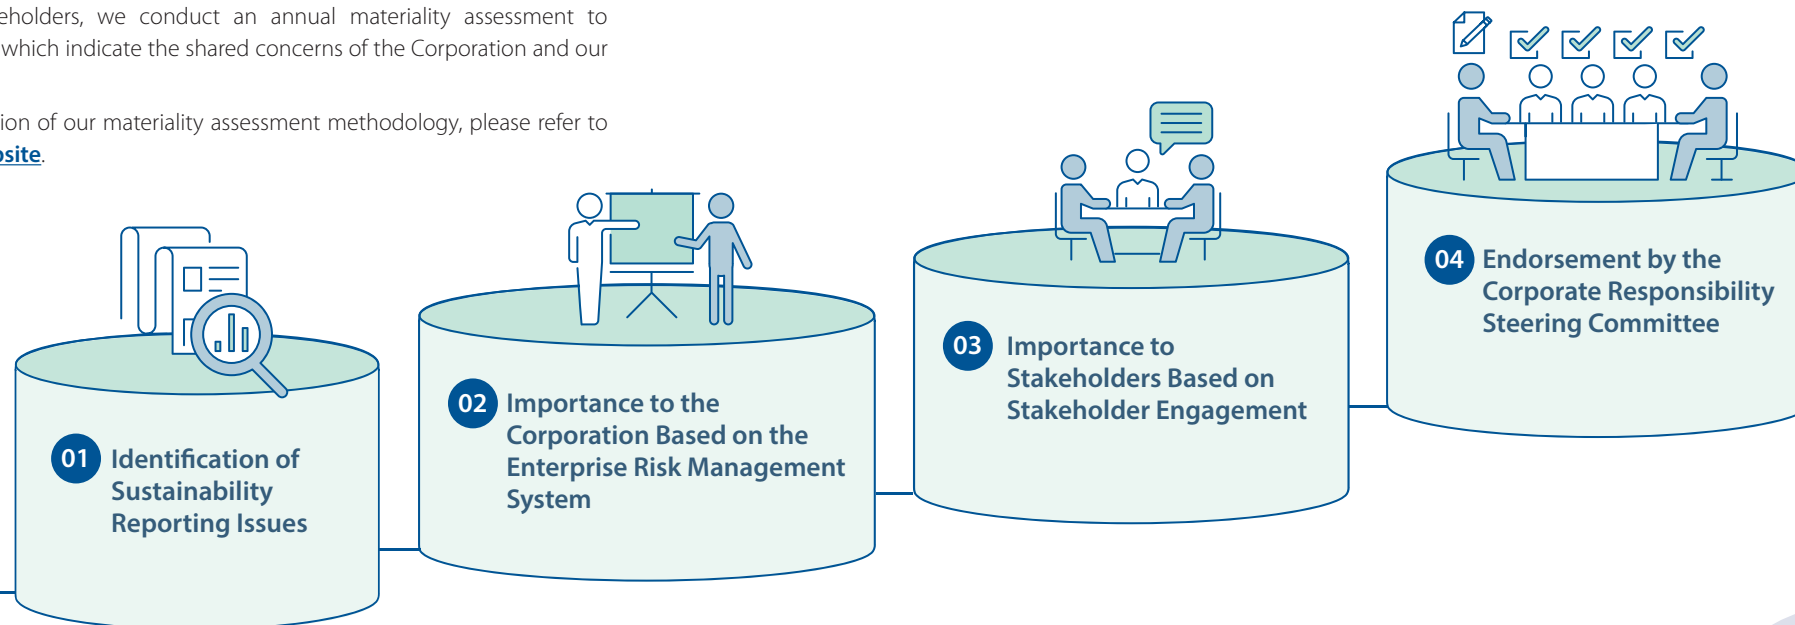 eholders, we conduct an annual materiality assessment to
which indicate the shared concerns of the Corporation and our
ion of our materiality assessment methodology, please refer to
osite.
01 Identification of
Sustainability
Reporting Issues
02 Importance to the
Corporation Based on the
Enterprise Risk Management
System
03 Importance to
Stakeholders Based on
Stakeholder Engagement
04 Endorsement by the
Corporate Responsibility
Steering Committee